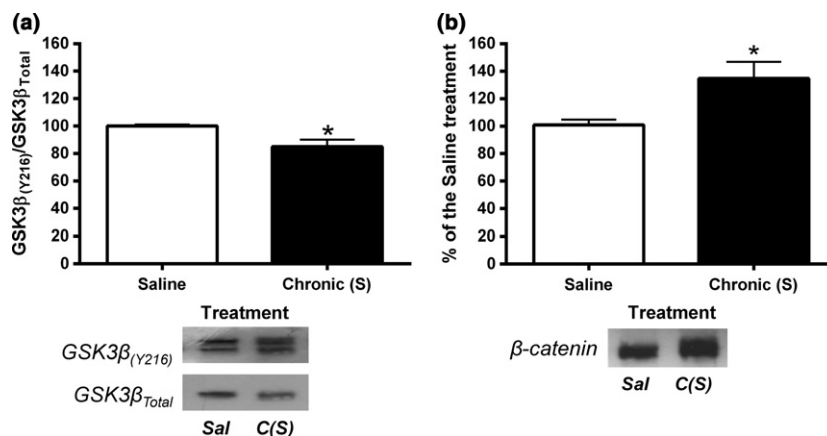 (a)
GSK3β(Y216)/GSK3βTotal
160
140
120
100
80
60
40
20
0
*
Saline
Chronic (S)
Treatment
GSK3β(Y216)
GSK3βTotal
Sal
C(S)
(b)
% of the Saline treatment
160
140
120
100
80
60
40
20
0
*
Saline
Chronic (S)
Treatment
β-catenin
Sal
C(S)